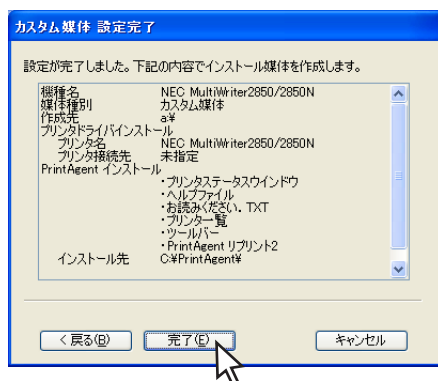 カスタム媒体 設定完了
設定が完了しました。下記の内容でインストール媒体を作成します。
機種名 NEC MultiWriter2850/2850N
媒体種別 カスタム媒体
作成先 a¥
プリンタドライバインストール
プリンタ名 NEC MultiWriter2850/2850N
プリンタ接続先 未指定
PrintAgent インストール
・プリンタステータスウインドウ
・ヘルプファイル
・お読みください．TXT
・プリンタ一覧
・ツールバー
・PrintAgent リプリント2
インストール先 C:¥PrintAgent¥
< 戻る(B) 完了(E) キャンセル